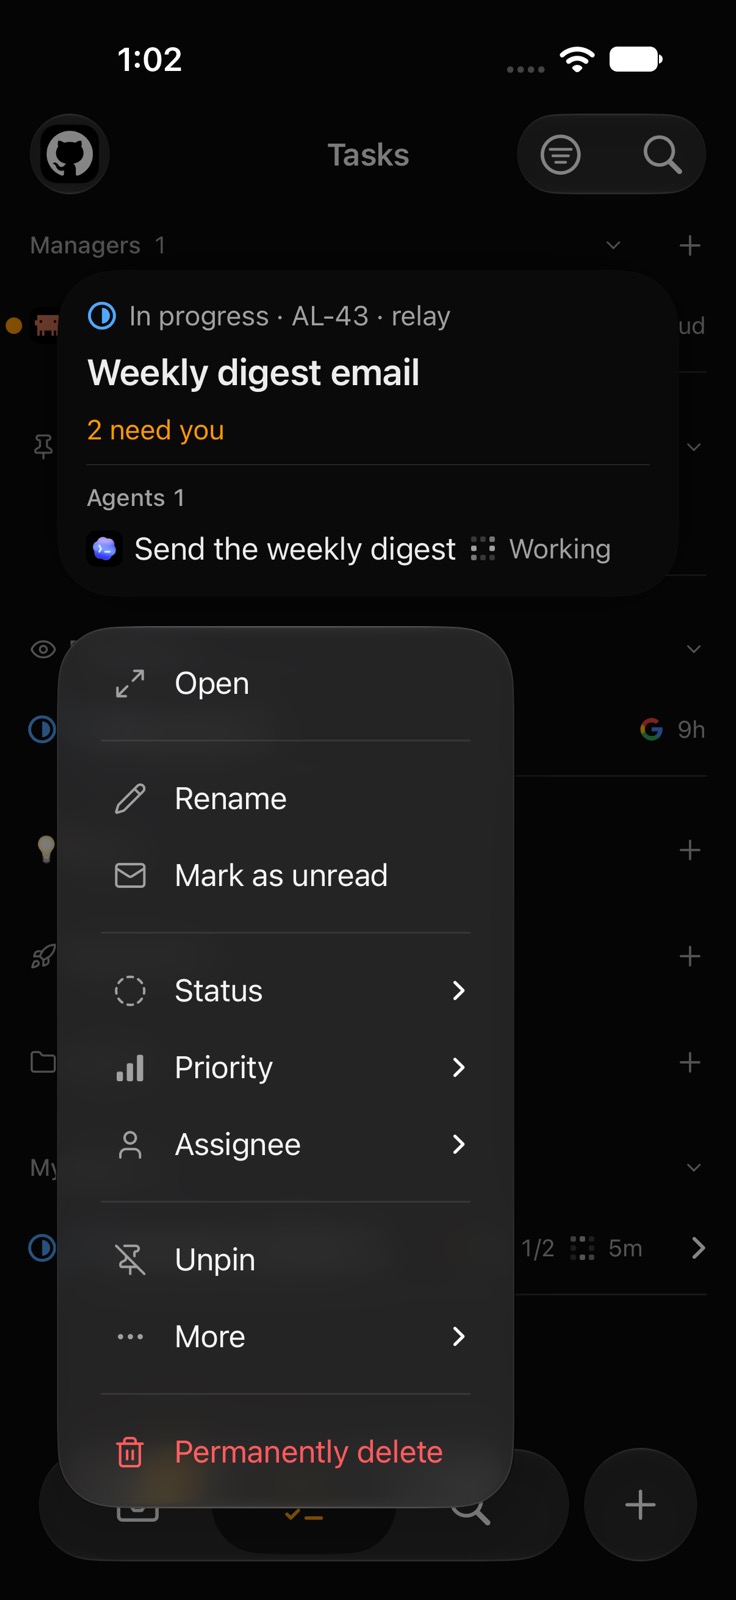 1:02
Tasks
Managers 1
ud
In progress · AL-43 · relay
Weekly digest email
2 need you
Agents 1
Send the weekly digest Working
Open
9h
Rename
Mark as unread
Status
Priority
Assignee
My
1/2 5m
Unpin
More
Permanently delete